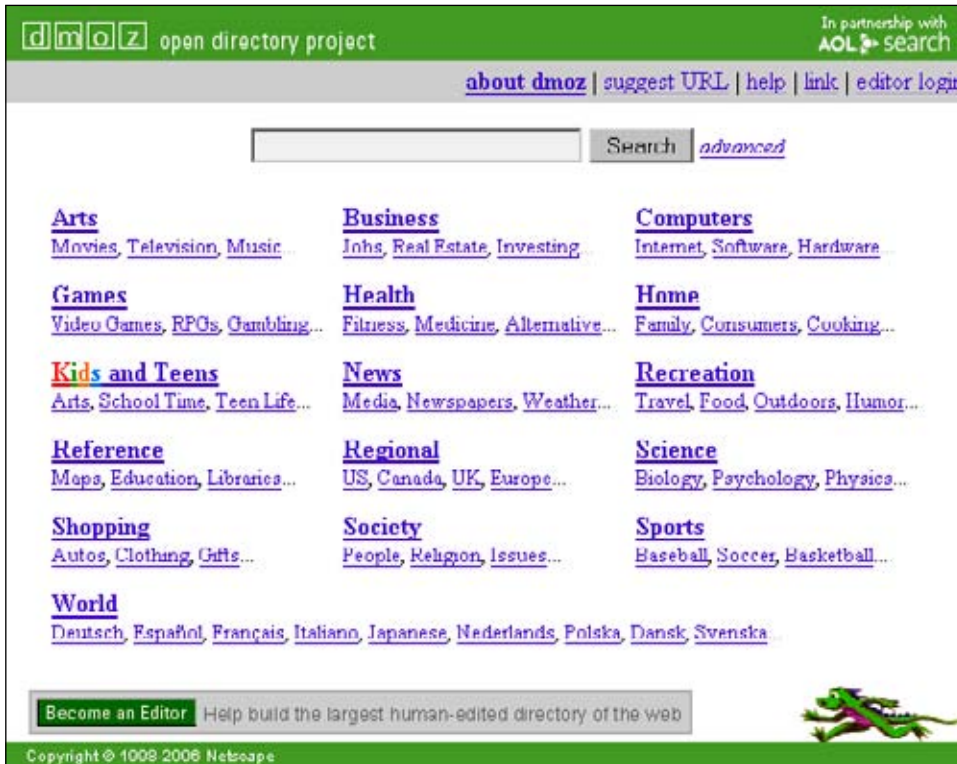 dmoz open directory project
In partnership with
AOL search
about dmoz | suggest URL | help | link | editor login
Search advanced
Arts
Movies, Television, Music...
Business
Jobs, Real Estate, Investing...
Computers
Internet, Software, Hardware...
Games
Video Games, RPGs, Gambling...
Health
Fitness, Medicine, Alternative...
Home
Family, Consumers, Cooking...
Kids and Teens
Arts, School Time, Teen Life...
News
Media, Newspapers, Weather...
Recreation
Travel, Food, Outdoors, Humor...
Reference
Maps, Education, Libraries...
Regional
US, Canada, UK, Europe...
Science
Biology, Psychology, Physics...
Shopping
Autos, Clothing, Gifts...
Society
People, Religion, Issues...
Sports
Baseball, Soccer, Basketball...
World
Deutsch, Español, Français, Italiano, Japanese, Nederlands, Polska, Dansk, Svenska...
Become an Editor Help build the largest human-edited directory of the web
Copyright © 1998-2006 Netscape